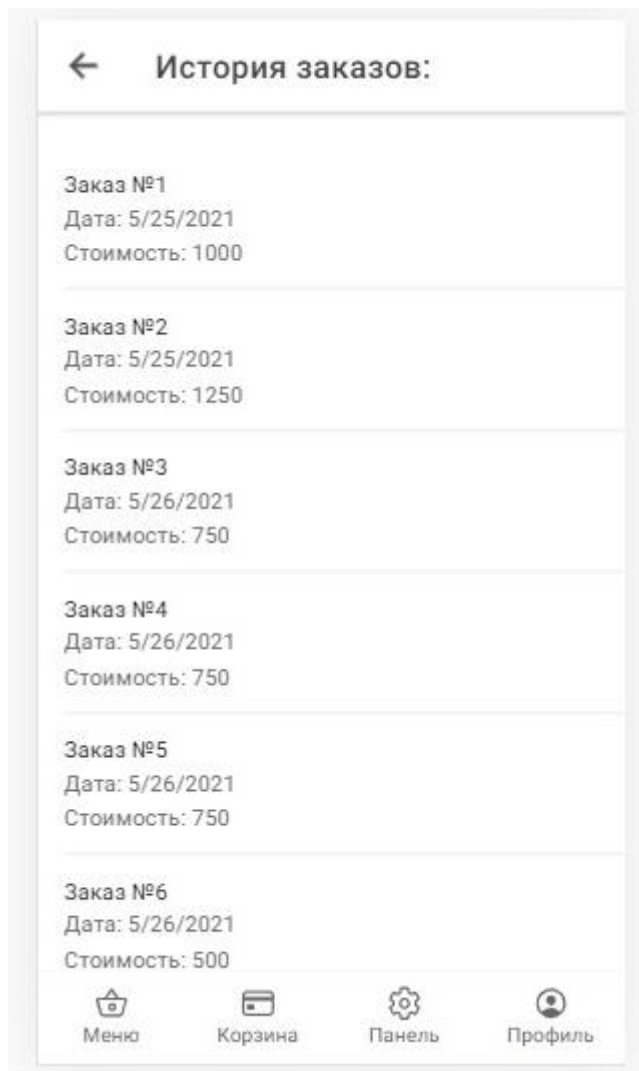 История заказов:
Заказ №1
Дата: 5/25/2021
Стоимость: 1000
Заказ №2
Дата: 5/25/2021
Стоимость: 1250
Заказ №3
Дата: 5/26/2021
Стоимость: 750
Заказ №4
Дата: 5/26/2021
Стоимость: 750
Заказ №5
Дата: 5/26/2021
Стоимость: 750
Заказ №6
Дата: 5/26/2021
Стоимость: 500
Меню Корзина Панель Профиль